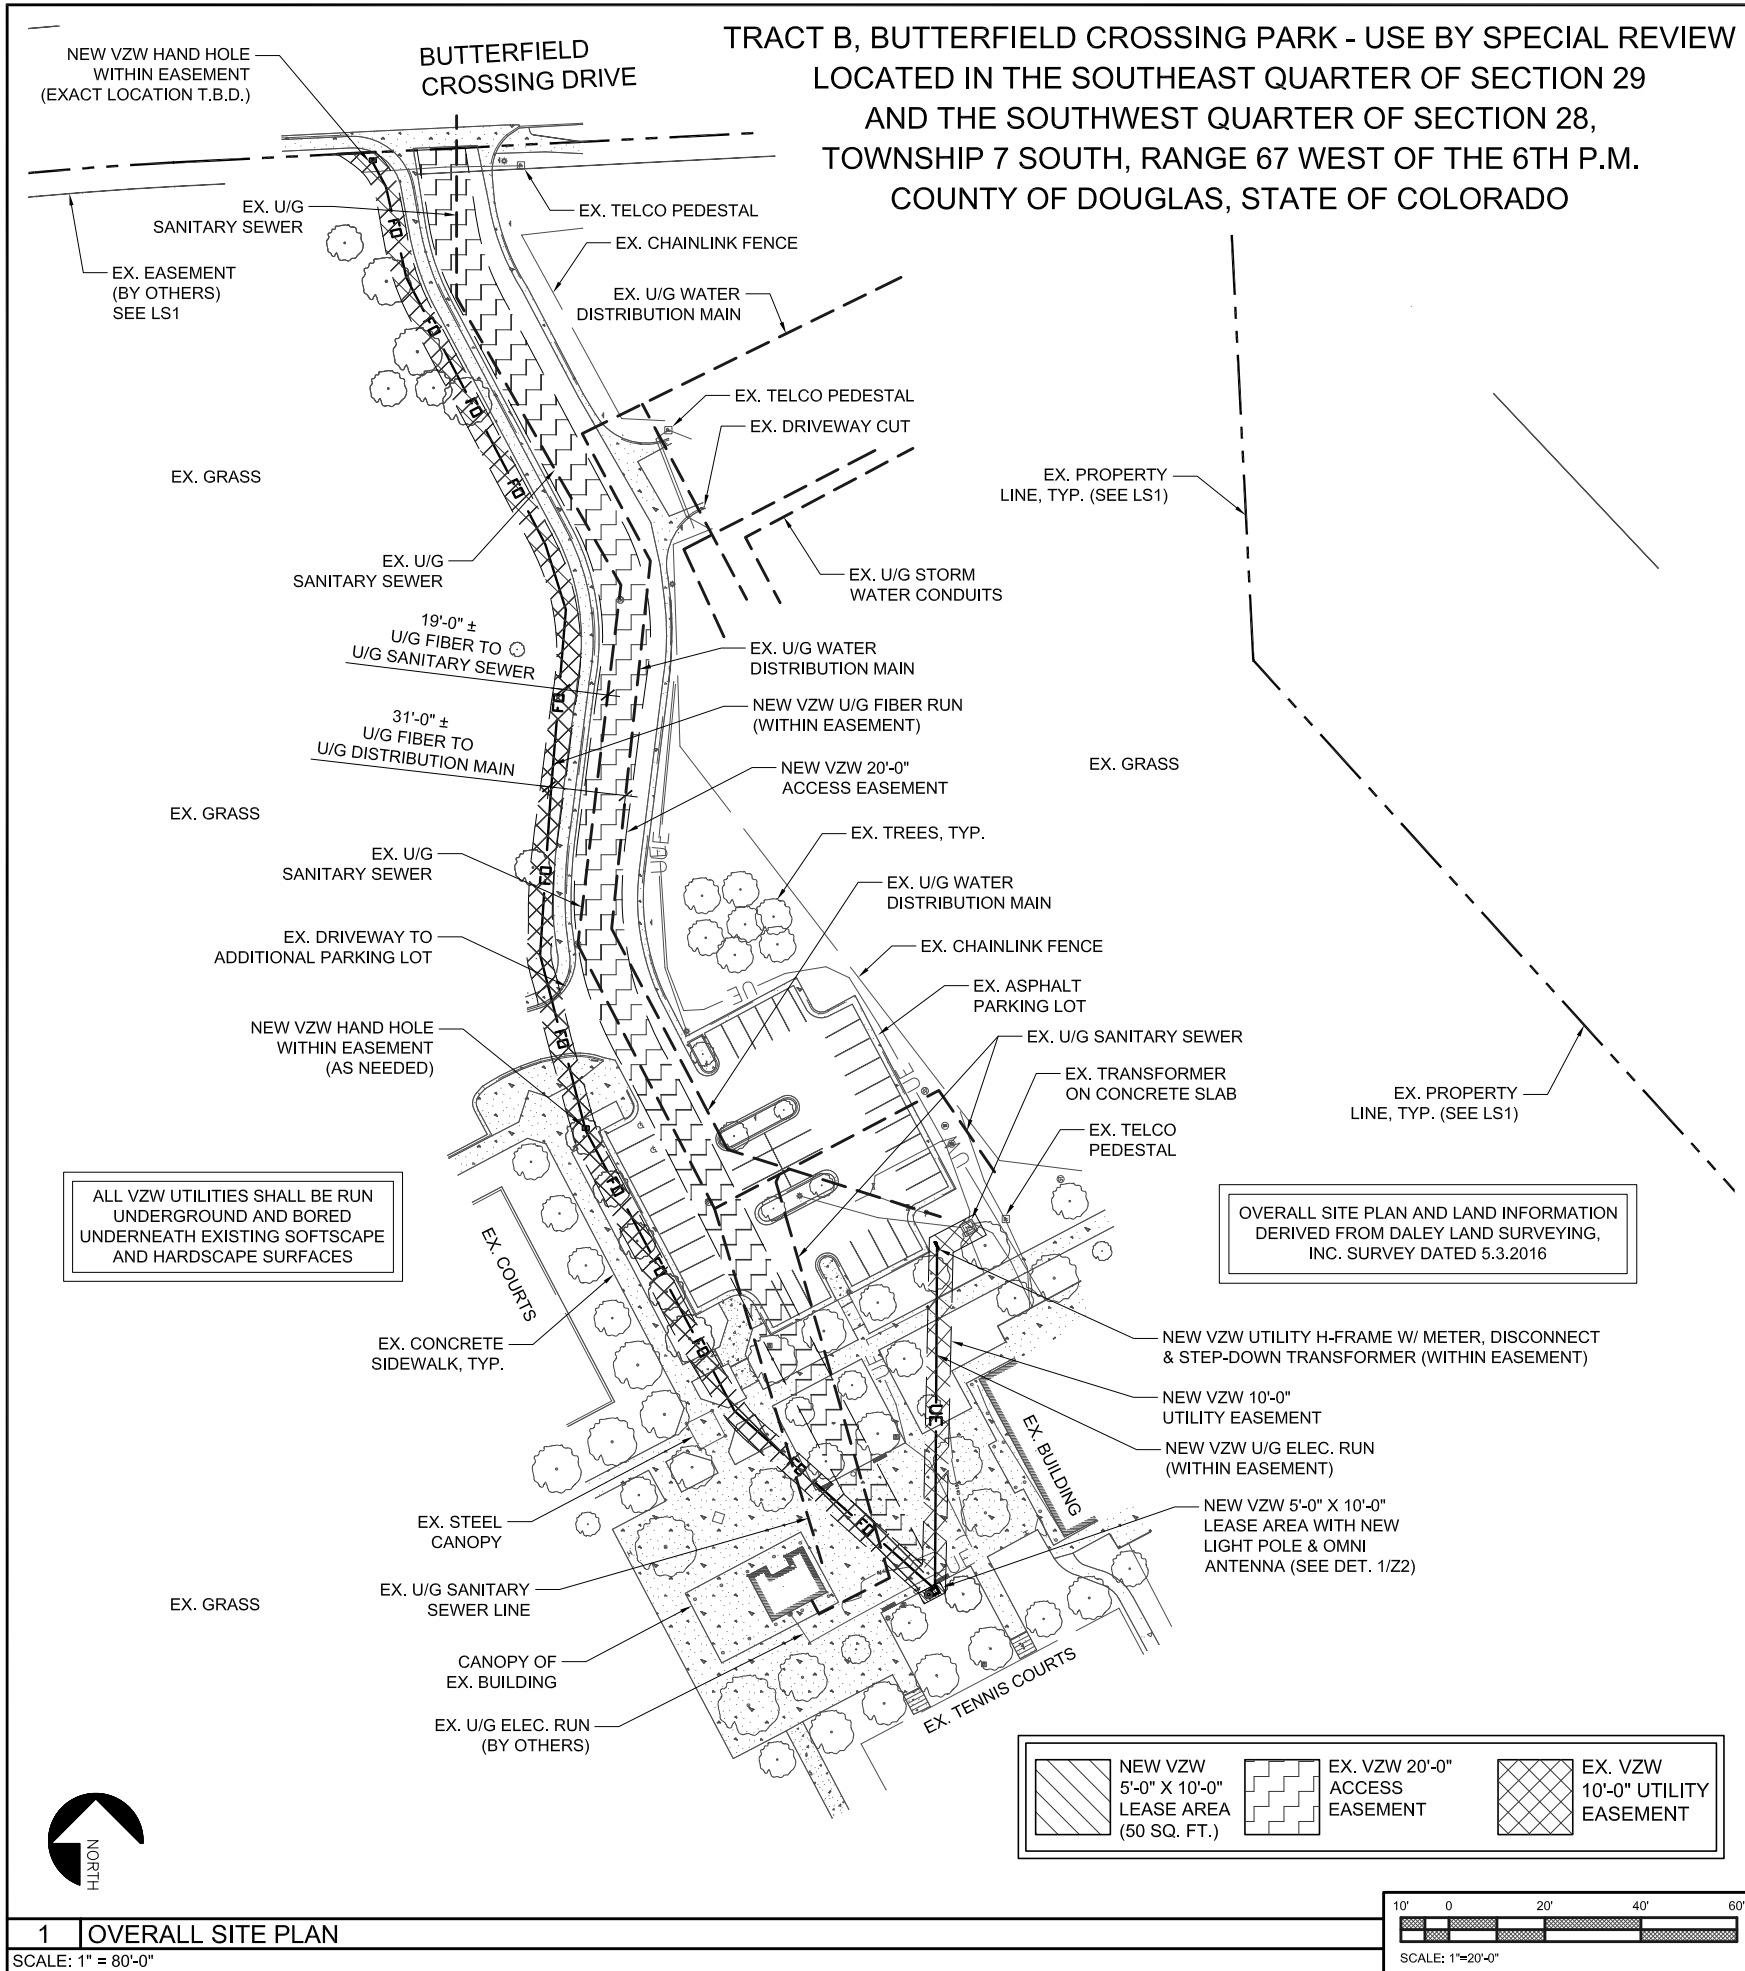 TRACT B, BUTTERFIELD CROSSING PARK - USE BY SPECIAL REVIEW
LOCATED IN THE SOUTHEAST QUARTER OF SECTION 29
AND THE SOUTHWEST QUARTER OF SECTION 28,
TOWNSHIP 7 SOUTH, RANGE 67 WEST OF THE 6TH P.M.
COUNTY OF DOUGLAS, STATE OF COLORADO
BUTTERFIELD
CROSSING DRIVE
NEW VZW HAND HOLE
WITHIN EASEMENT
(EXACT LOCATION T.B.D.)
EX. U/G
SANITARY SEWER
EX. EASEMENT
(BY OTHERS)
SEE LS1
EX. TELCO PEDESTAL
EX. CHAINLINK FENCE
EX. U/G WATER
DISTRIBUTION MAIN
EX. TELCO PEDESTAL
EX. DRIVEWAY CUT
EX. GRASS
EX. PROPERTY
LINE, TYP. (SEE LS1)
EX. U/G
SANITARY SEWER
EX. U/G STORM
WATER CONDUITS
19'-0" ±
U/G FIBER TO
U/G SANITARY SEWER
EX. U/G WATER
DISTRIBUTION MAIN
31'-0" ±
U/G FIBER TO
U/G DISTRIBUTION MAIN
NEW VZW U/G FIBER RUN
(WITHIN EASEMENT)
NEW VZW 20'-0"
ACCESS EASEMENT
EX. GRASS
EX. GRASS
EX. TREES, TYP.
EX. U/G
SANITARY SEWER
EX. U/G WATER
DISTRIBUTION MAIN
EX. DRIVEWAY TO
ADDITIONAL PARKING LOT
EX. CHAINLINK FENCE
EX. ASPHALT
PARKING LOT
NEW VZW HAND HOLE
WITHIN EASEMENT
(AS NEEDED)
EX. U/G SANITARY SEWER
EX. TRANSFORMER
ON CONCRETE SLAB
EX. PROPERTY
LINE, TYP. (SEE LS1)
EX. TELCO
PEDESTAL
ALL VZW UTILITIES SHALL BE RUN
UNDERGROUND AND BORED
UNDERNEATH EXISTING SOFTSCAPE
AND HARDSCAPE SURFACES
OVERALL SITE PLAN AND LAND INFORMATION
DERIVED FROM DALEY LAND SURVEYING,
INC. SURVEY DATED 5.3.2016
EX. COURTS
EX. CONCRETE
SIDEWALK, TYP.
NEW VZW UTILITY H-FRAME W/ METER, DISCONNECT
& STEP-DOWN TRANSFORMER (WITHIN EASEMENT)
NEW VZW 10'-0"
UTILITY EASEMENT
EX. BUILDING
NEW VZW U/G ELEC. RUN
(WITHIN EASEMENT)
NEW VZW 5'-0" X 10'-0"
LEASE AREA WITH NEW
LIGHT POLE & OMNI
ANTENNA (SEE DET. 1/Z2)
EX. STEEL
CANOPY
EX. U/G SANITARY
SEWER LINE
EX. GRASS
CANOPY OF
EX. BUILDING
EX. U/G ELEC. RUN
(BY OTHERS)
EX. TENNIS COURTS
FO
FO
FO
FO
FO
FO
FO
FO
FO
FO
FO
FO
UE
UE
UE
UE
NEW VZW
5'-0" X 10'-0"
LEASE AREA
(50 SQ. FT.)
EX. VZW 20'-0"
ACCESS
EASEMENT
EX. VZW
10'-0" UTILITY
EASEMENT
NORTH
1 OVERALL SITE PLAN
SCALE: 1" = 80'-0"
10' 0 20' 40' 60'
SCALE: 1"=20'-0"